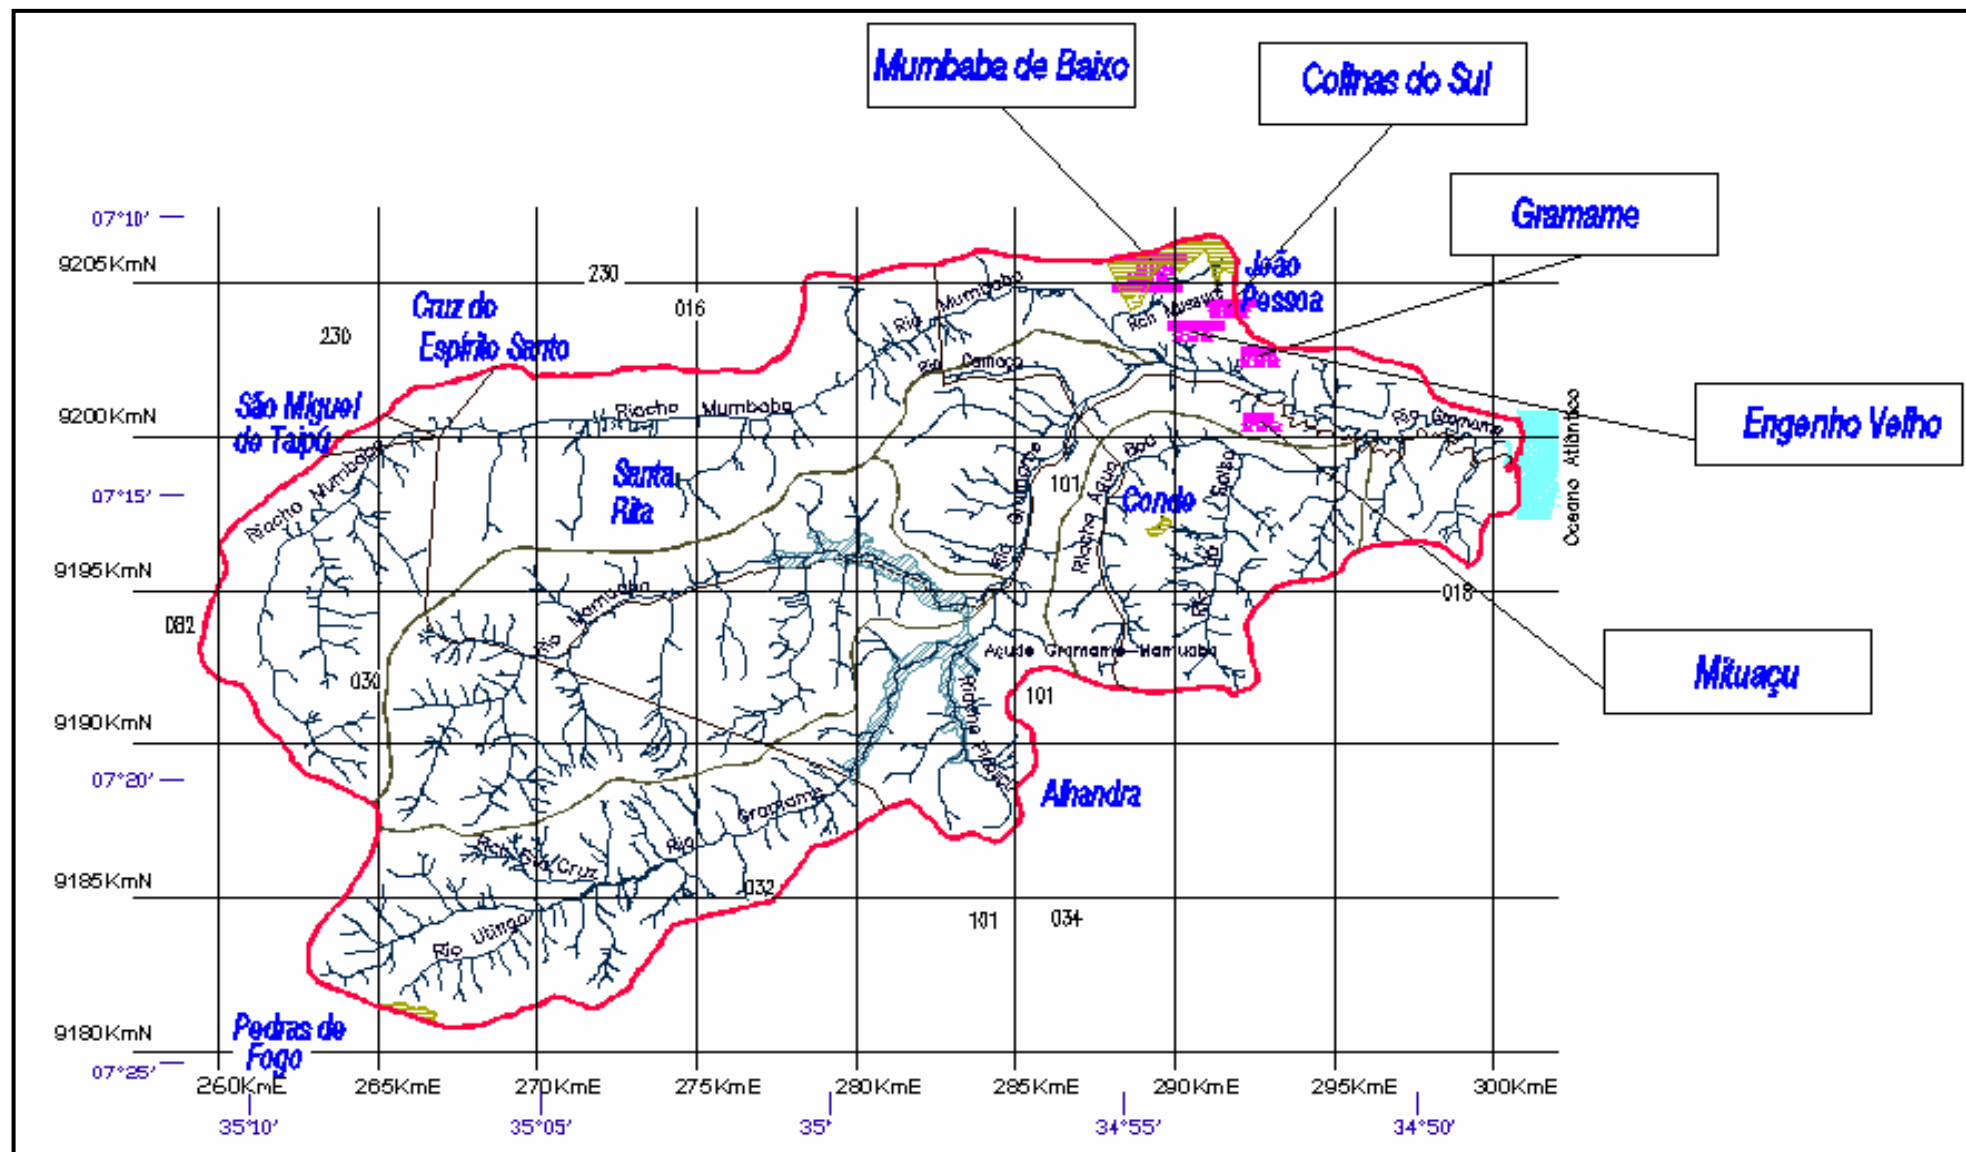 Mumbaba de Baixo
Colinas do Sul
Gramame
07°10'
9205KmN
230
016
Cruz do
Espírito Santo
230
João
Pessoa
Rio Mumbaba
Rch Mussuré
Rio Camaço
São Miguel
de Taipú
9200KmN
Riacho Mumbaba
Rio Gramame
Oceano Atlântico
Engenho Velho
Riacho Mumbaba
Santa
Rita
07°15'
101
Conde
Riacho Água Boa
Rio Gramame
9195KmN
Rio Mamuaba
018
082
030
Açude Gramame-Mamuaba
101
Mituaçu
9190KmN
07°20'
Alhandra
Rio Gramame
9185KmN
032
101
034
Rio Utinga
9180KmN
Pedras de
Fogo
07°25'
260KmE
265KmE
270KmE
275KmE
280KmE
285KmE
290KmE
295KmE
300KmE
35°10'
35°05'
35'
34°55'
34°50'